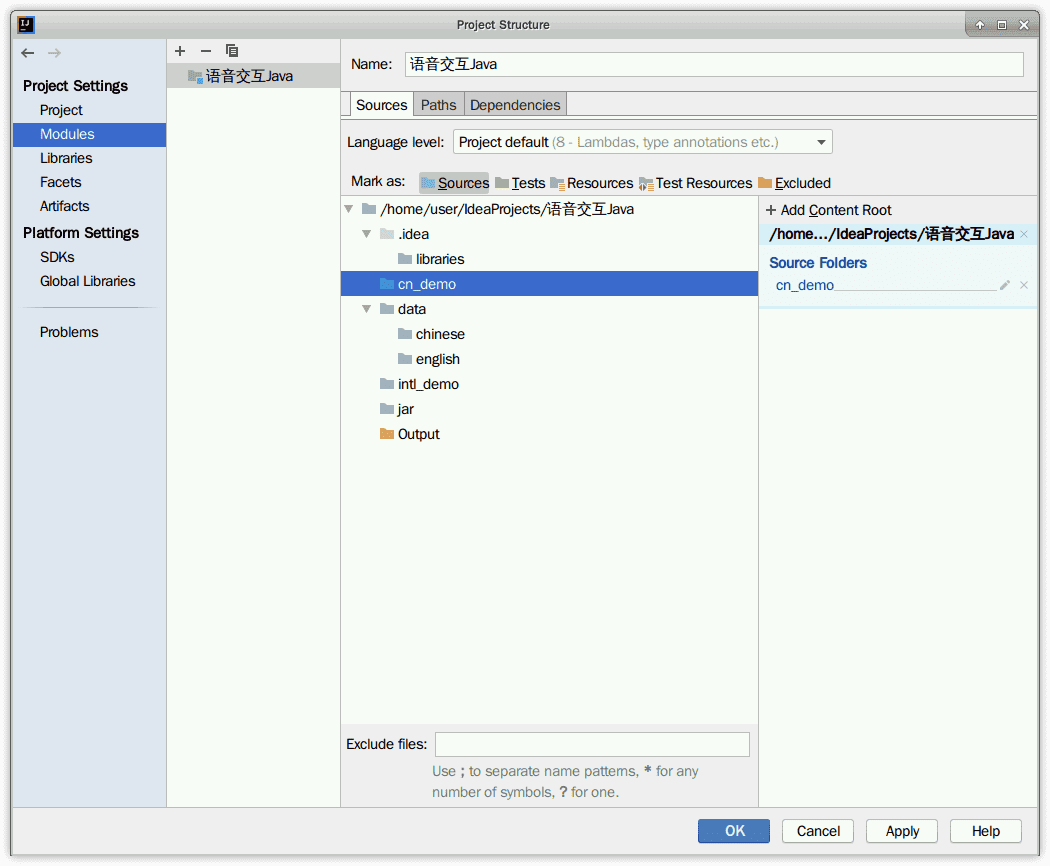 Project Structure
Project Settings
Project
Modules
Libraries
Facets
Artifacts
Platform Settings
SDKs
Global Libraries
Problems
语音交互Java
Name: 语音交互Java
Sources Paths Dependencies
Language level: Project default (8 - Lambdas, type annotations etc.)
Mark as: Sources Tests Resources Test Resources Excluded
/home/user/IdeaProjects/语音交互Java
.idea
libraries
cn_demo
data
chinese
english
intl_demo
jar
Output
+ Add Content Root
/home.../IdeaProjects/语音交互Java
Source Folders
cn_demo
Exclude files:
Use ; to separate name patterns, * for any
number of symbols, ? for one.
OK Cancel Apply Help